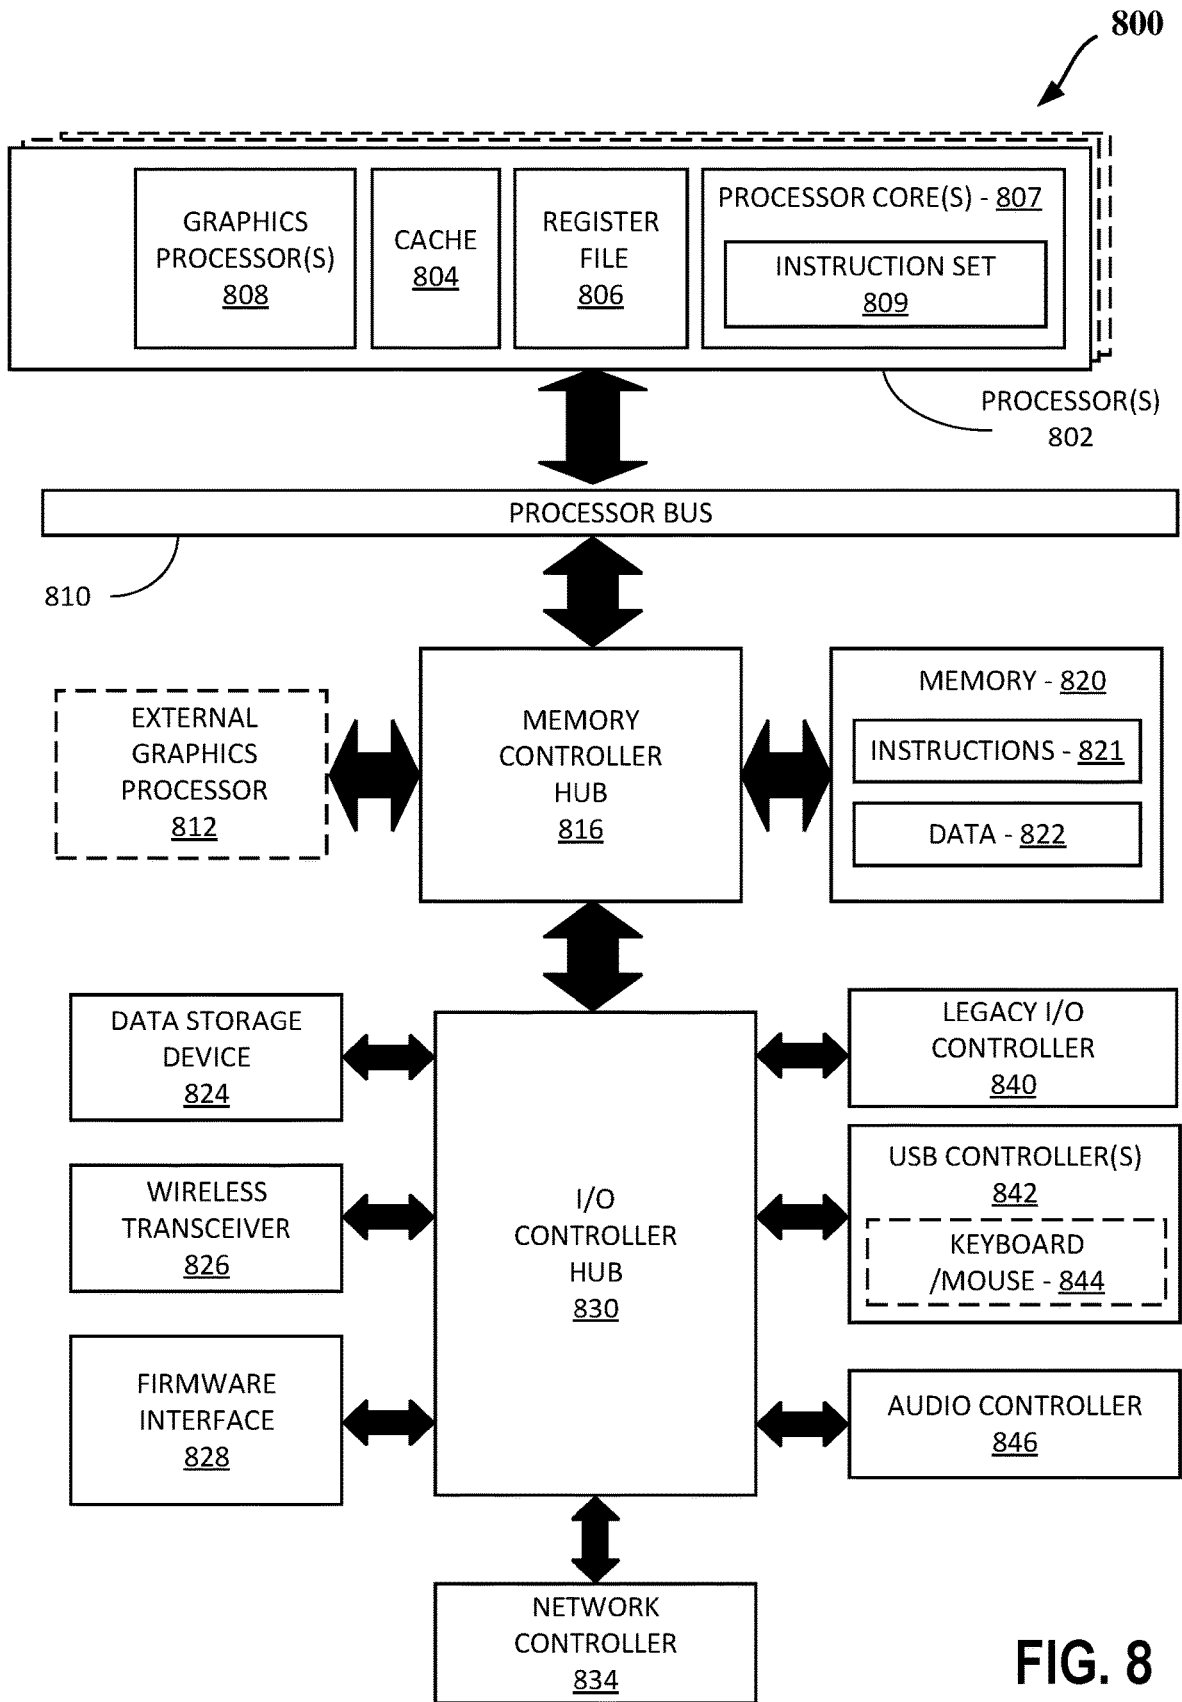 800
GRAPHICS
PROCESSOR(S)
808
CACHE
804
REGISTER
FILE
806
PROCESSOR CORE(S) - 807
INSTRUCTION SET
809
PROCESSOR(S)
802
PROCESSOR BUS
810
EXTERNAL
GRAPHICS
PROCESSOR
812
MEMORY
CONTROLLER
HUB
816
MEMORY - 820
INSTRUCTIONS - 821
DATA - 822
DATA STORAGE
DEVICE
824
WIRELESS
TRANSCEIVER
826
FIRMWARE
INTERFACE
828
I/O
CONTROLLER
HUB
830
LEGACY I/O
CONTROLLER
840
USB CONTROLLER(S)
842
KEYBOARD
/MOUSE - 844
AUDIO CONTROLLER
846
NETWORK
CONTROLLER
834
FIG. 8